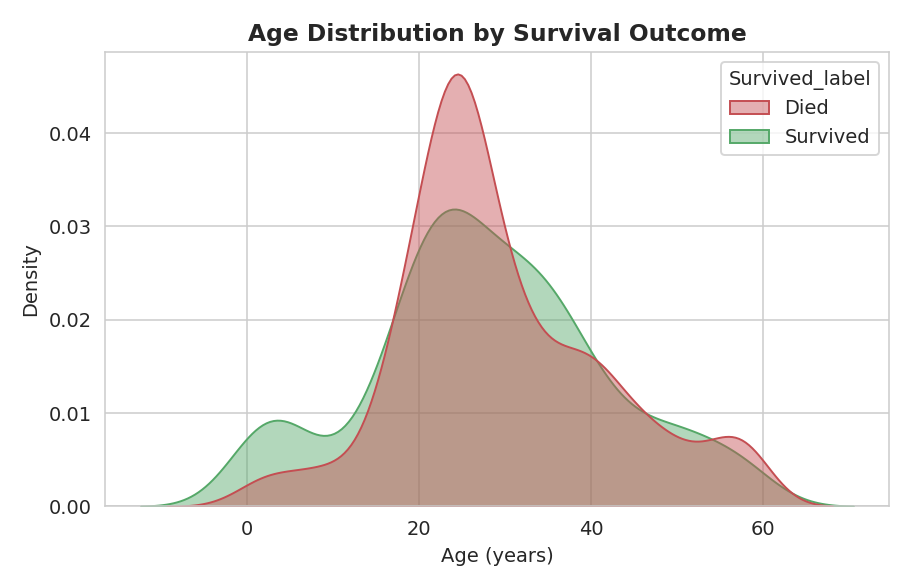 Age Distribution by Survival Outcome
Survived_label
Died
Survived
Density
0.04
0.03
0.02
0.01
0.00
0 20 40 60
Age (years)